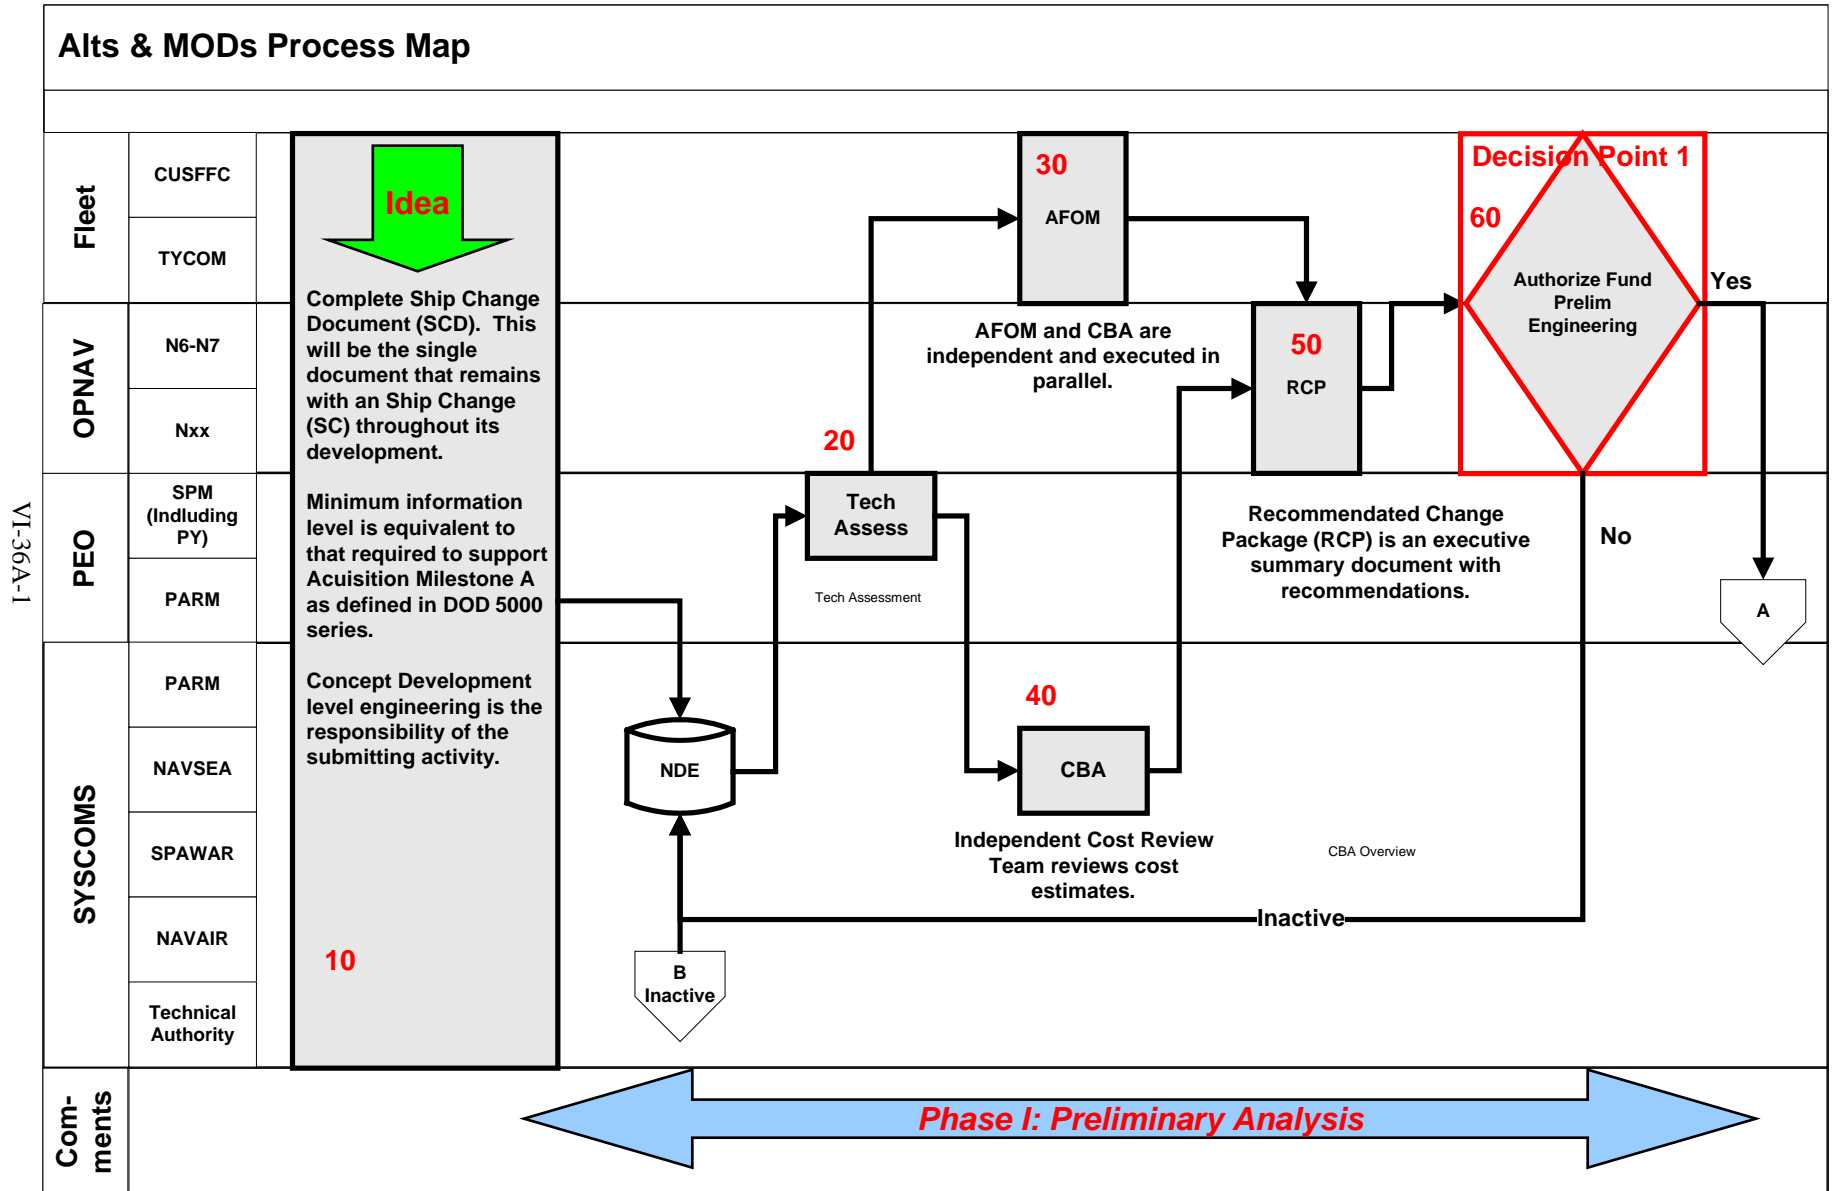 Alts & MODs Process Map
Fleet
CUSFFC
TYCOM
OPNAV
N6-N7
Nxx
PEO
SPM
(Indluding
PY)
PARM
SYSCOMS
PARM
NAVSEA
SPAWAR
NAVAIR
Technical
Authority
Com-
ments
VI-36A-1
Idea
Complete Ship Change
Document (SCD).  This
will be the single
document that remains
with an Ship Change
(SC) throughout its
development.
Minimum information
level is equivalent to
that required to support
Acuisition Milestone A
as defined in DOD 5000
series.
Concept Development
level engineering is the
responsibility of the
submitting activity.
10
NDE
B
Inactive
20
Tech
Assess
Tech Assessment
30
AFOM
AFOM and CBA are
independent and executed in
parallel.
40
CBA
Independent Cost Review
Team reviews cost
estimates.
CBA Overview
50
RCP
Recommendated Change
Package (RCP) is an executive
summary document with
recommendations.
Decision Point 1
60
Authorize Fund
Prelim
Engineering
Yes
No
A
Inactive
Phase I: Preliminary Analysis